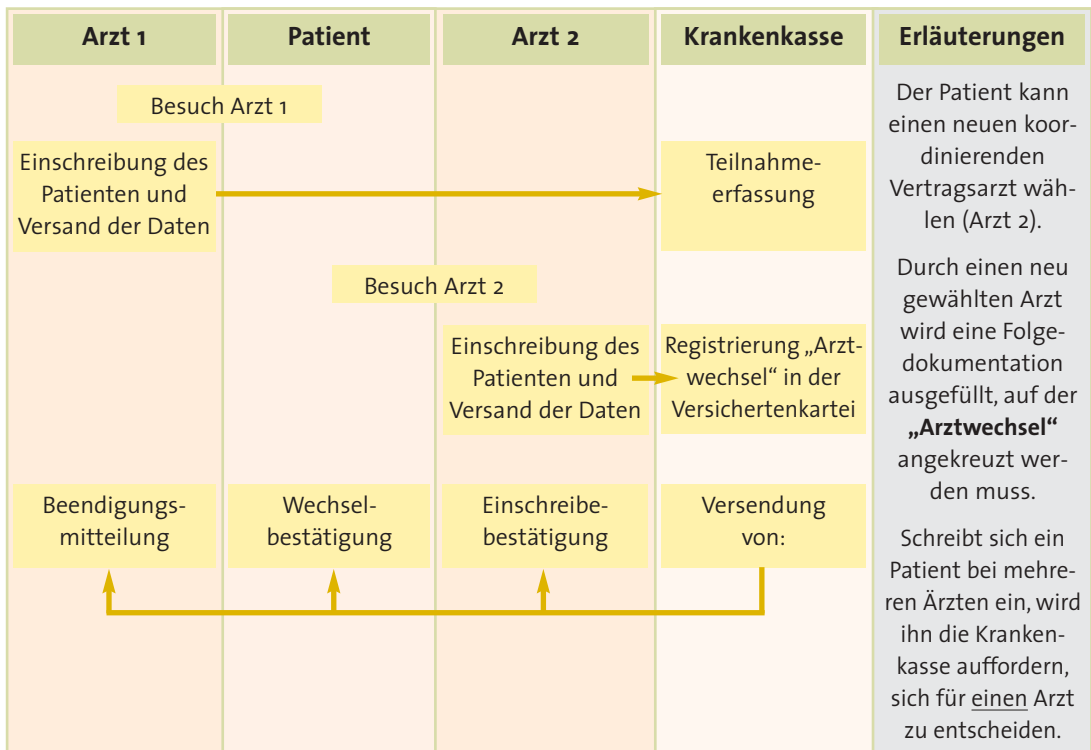 Arzt 1
Patient
Arzt 2
Krankenkasse
Erläuterungen
Besuch Arzt 1
Einschreibung des
Patienten und
Versand der Daten
Teilnahme-
erfassung
Besuch Arzt 2
Einschreibung des
Patienten und
Versand der Daten
Registrierung „Arzt-
wechsel“ in der
Versichertenkartei
Beendigungs-
mitteilung
Wechsel-
bestätigung
Einschreibe-
bestätigung
Versendung
von:
Der Patient kann
einen neuen koor-
dinierenden
Vertragsarzt wäh-
len (Arzt 2).
Durch einen neu
gewählten Arzt
wird eine Folge-
dokumentation
ausgefüllt, auf der
„Arztwechsel“
angekreuzt wer-
den muss.
Schreibt sich ein
Patient bei mehre-
ren Ärzten ein, wird
ihn die Kranken-
kasse auffordern,
sich für einen Arzt
zu entscheiden.